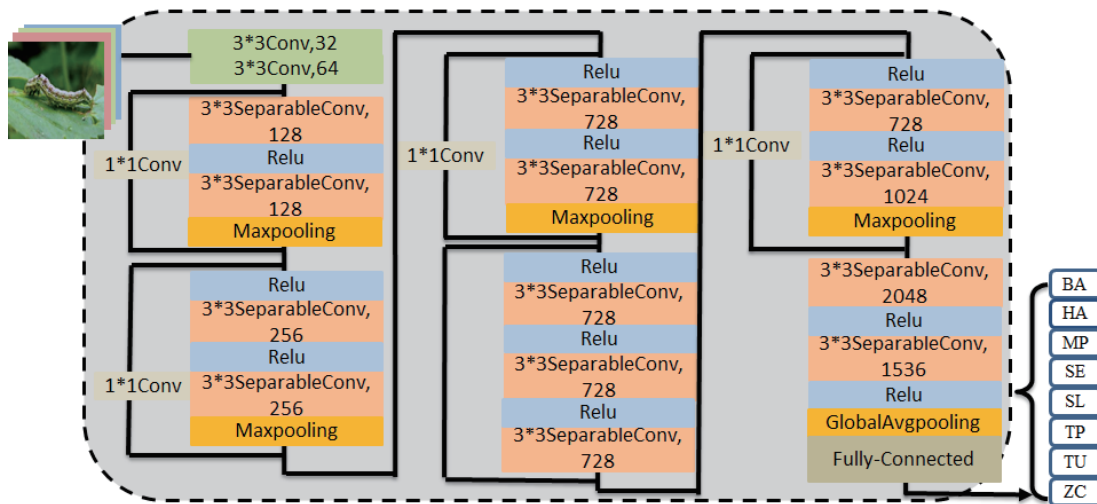 3*3Conv,32
3*3Conv,64
3*3SeparableConv,
128
Relu
3*3SeparableConv,
128
Maxpooling
1*1Conv
Relu
3*3SeparableConv,
256
Relu
3*3SeparableConv,
256
Maxpooling
1*1Conv
Relu
3*3SeparableConv,
728
Relu
3*3SeparableConv,
728
Maxpooling
1*1Conv
Relu
3*3SeparableConv,
728
Relu
3*3SeparableConv,
728
Relu
3*3SeparableConv,
728
Relu
3*3SeparableConv,
728
Relu
3*3SeparableConv,
1024
Maxpooling
1*1Conv
3*3SeparableConv,
2048
Relu
3*3SeparableConv,
1536
Relu
GlobalAvgpooling
Fully-Connected
BA
HA
MP
SE
SL
TP
TU
ZC